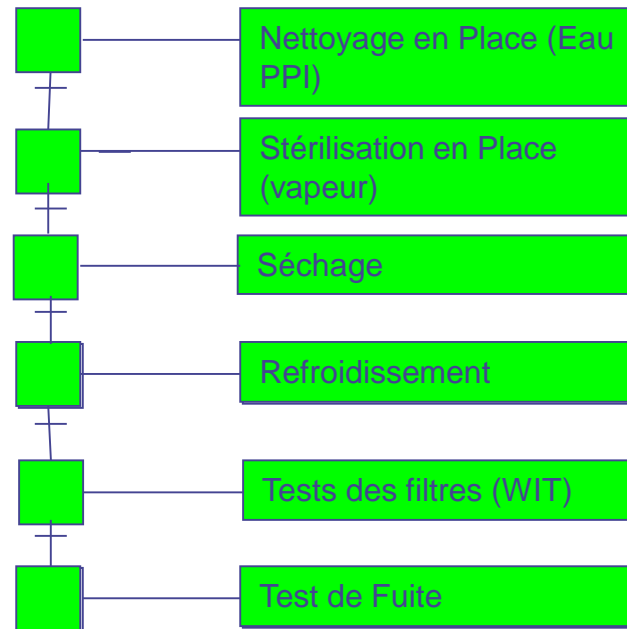 Nettoyage en Place (Eau
PPI)
Stérilisation en Place
(vapeur)
Séchage
Refroidissement
Tests des filtres (WIT)
Test de Fuite